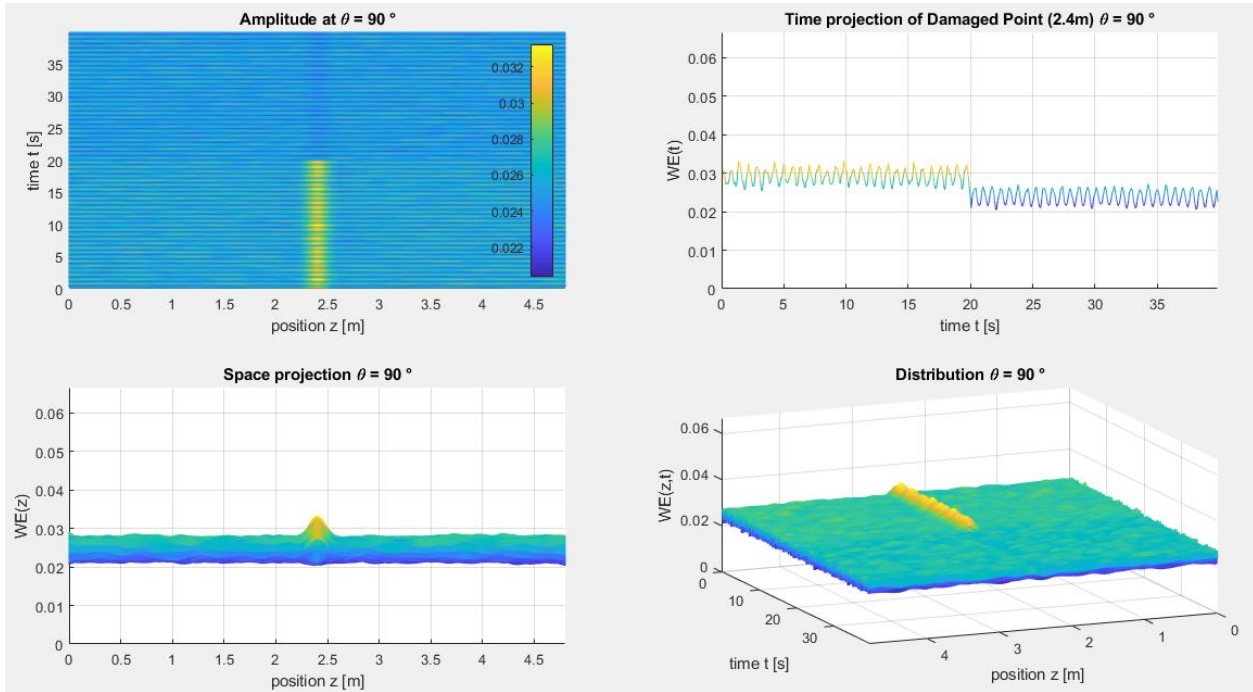 Amplitude at θ = 90 °
35
30
25
20
15
10
5
0
time t [s]
0 0.5 1 1.5 2 2.5 3 3.5 4 4.5
position z [m]
0.032
0.03
0.028
0.026
0.024
0.022
Time projection of Damaged Point (2.4m) θ = 90 °
0.06
0.05
0.04
0.03
0.02
0.01
0
WE(t)
0 5 10 15 20 25 30 35
time t [s]
Space projection θ = 90 °
0.06
0.05
0.04
0.03
0.02
0.01
0
WE(z)
0 0.5 1 1.5 2 2.5 3 3.5 4 4.5
position z [m]
Distribution θ = 90 °
0.06
0.04
0.02
0
WE(z,t)
0
10
20
30
time t [s]
4 3 2 1 0
position z [m]